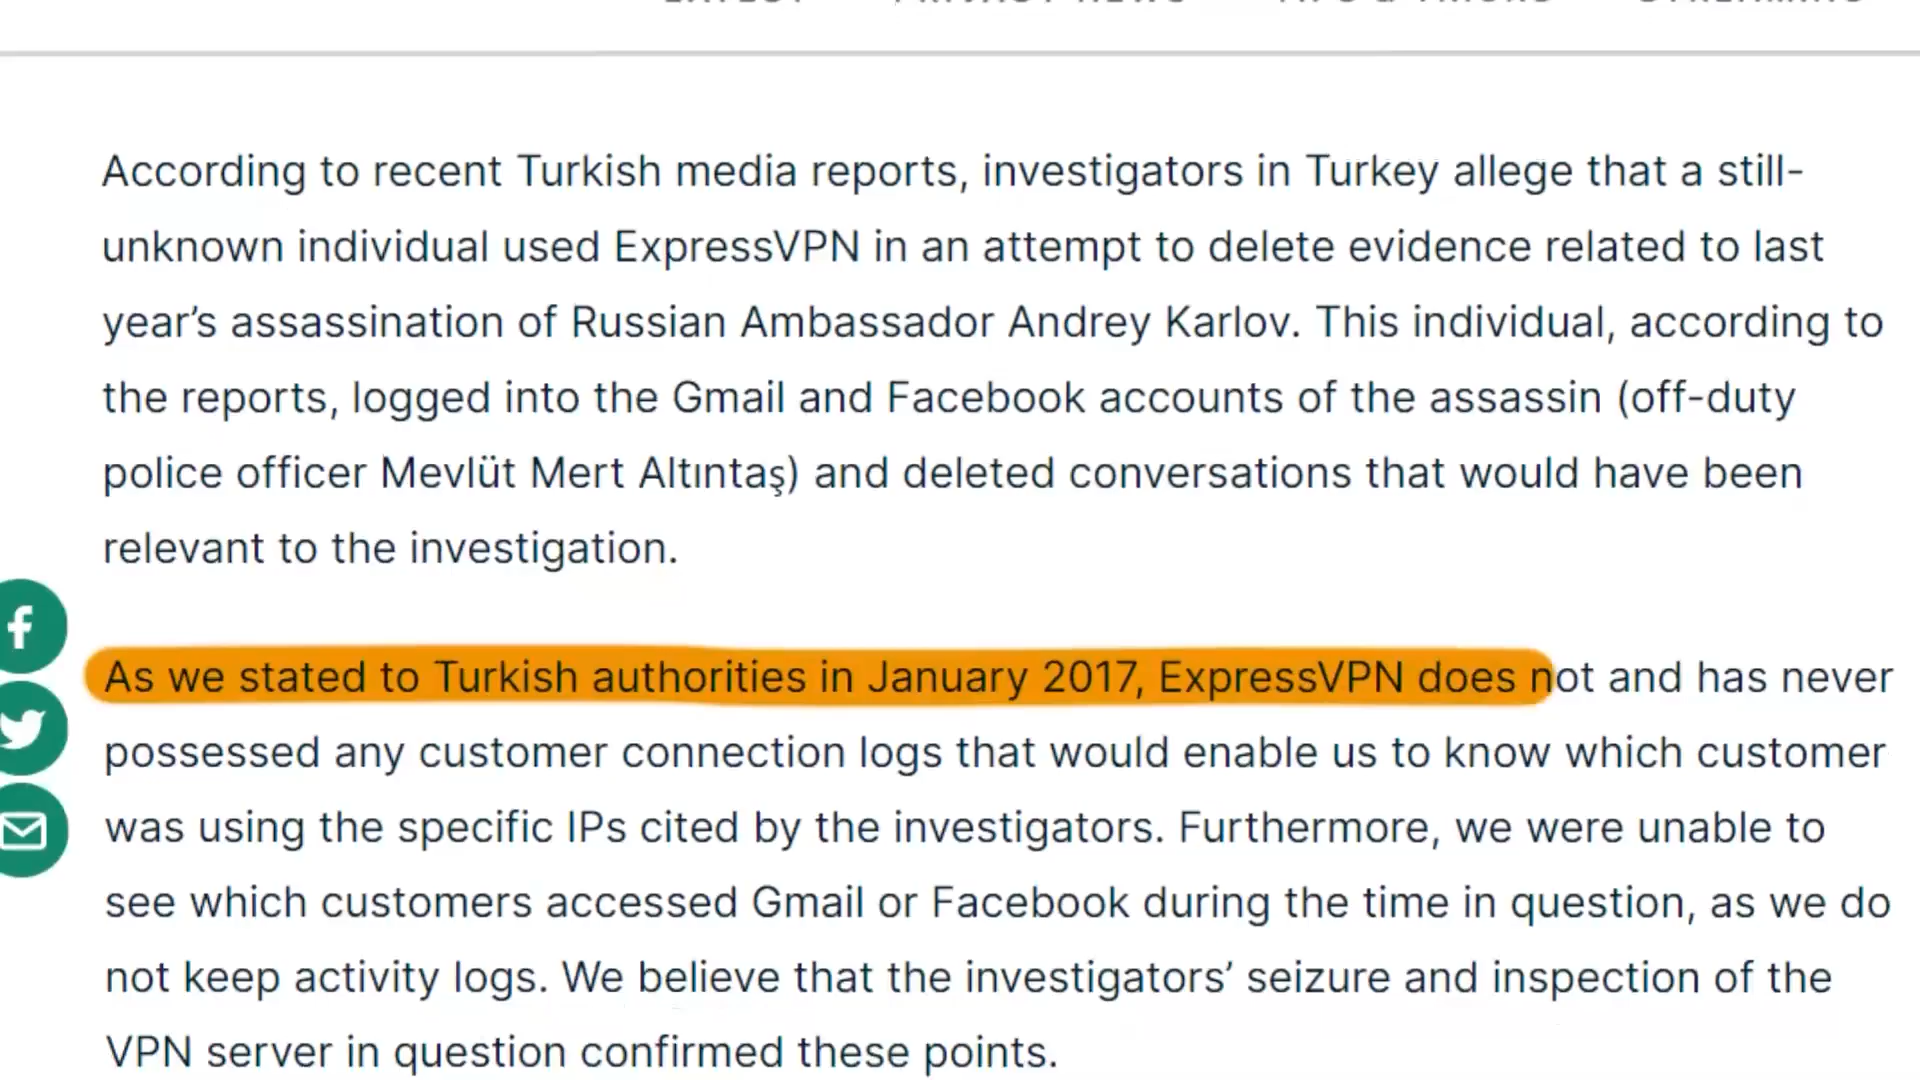 According to recent Turkish media reports, investigators in Turkey allege that a still-
unknown individual used ExpressVPN in an attempt to delete evidence related to last
year’s assassination of Russian Ambassador Andrey Karlov. This individual, according to
the reports, logged into the Gmail and Facebook accounts of the assassin (off-duty
police officer Mevlüt Mert Altıntaş) and deleted conversations that would have been
relevant to the investigation.
As we stated to Turkish authorities in January 2017, ExpressVPN does not and has never
possessed any customer connection logs that would enable us to know which customer
was using the specific IPs cited by the investigators. Furthermore, we were unable to
see which customers accessed Gmail or Facebook during the time in question, as we do
not keep activity logs. We believe that the investigators’ seizure and inspection of the
VPN server in question confirmed these points.